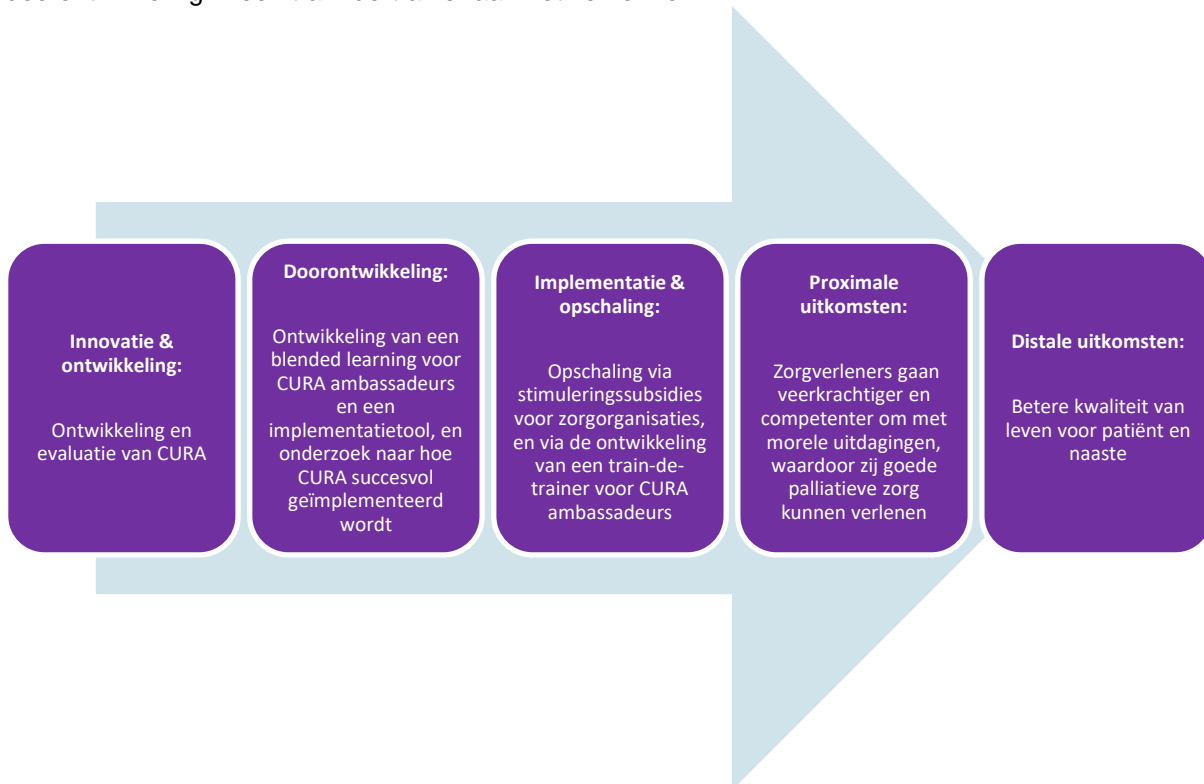 Innovatie &
ontwikkeling:
Ontwikkeling en
evaluatie van CURA
Doorontwikkeling:
Ontwikkeling van een
blended learning voor
CURA ambassadeurs
en een
implementatietool, en
onderzoek naar hoe
CURA succesvol
geïmplementeerd
wordt
Implementatie &
opschaling:
Opschaling via
stimuleringssubsidies
voor zorgorganisaties,
en via de ontwikkeling
van een train-de-
trainer voor CURA
ambassadeurs
Proximale
uitkomsten:
Zorgverleners gaan
veerkrachtiger en
competenter om met
morele uitdagingen,
waardoor zij goede
palliatieve zorg
kunnen verlenen
Distale uitkomsten:
Betere kwaliteit van
leven voor patiënt en
naaste